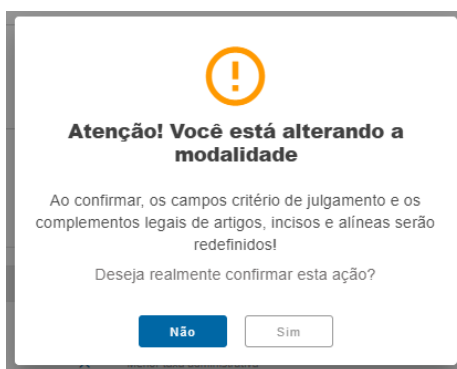 Atenção! Você está alterando a
modalidade
Ao confirmar, os campos critério de julgamento e os
complementos legais de artigos, incisos e alíneas serão
redefinidos!
Deseja realmente confirmar esta ação?
Não
Sim